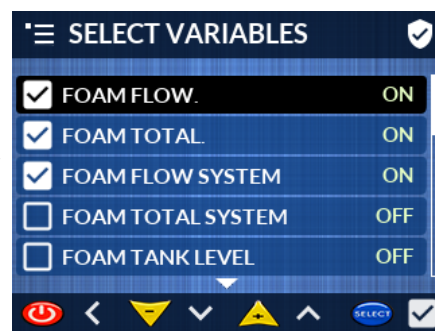 SELECT VARIABLES
FOAM FLOW. ON
FOAM TOTAL. ON
FOAM FLOW SYSTEM ON
FOAM TOTAL SYSTEM OFF
FOAM TANK LEVEL OFF
SELECT